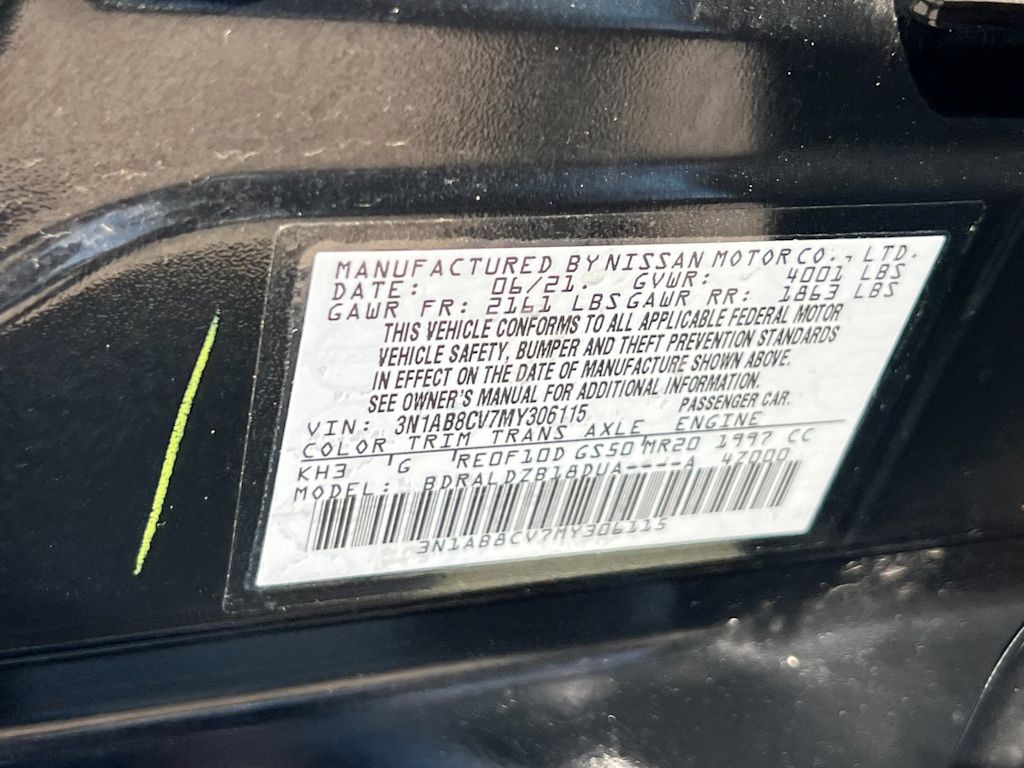 MANUFACTURED BY NISSAN MOTOR CO., LTD.
DATE: 06/21. GVWR: 4001 LBS
GAWR FR: 2161 LBS GAWR RR: 1863 LBS
THIS VEHICLE CONFORMS TO ALL APPLICABLE FEDERAL MOTOR
VEHICLE SAFETY, BUMPER AND THEFT PREVENTION STANDARDS
IN EFFECT ON THE DATE OF MANUFACTURE SHOWN ABOVE.
SEE OWNER'S MANUAL FOR ADDITIONAL INFORMATION.
VIN: 3N1AB8CV7MY306115 PASSENGER CAR.
COLOR TRIM TRANS AXLE ENGINE
KH3 G RE0F10D GS50 MR20 1997 CC
MODEL: BDRALDZB18DUA----A 47000
3N1AB8CV7MY306115